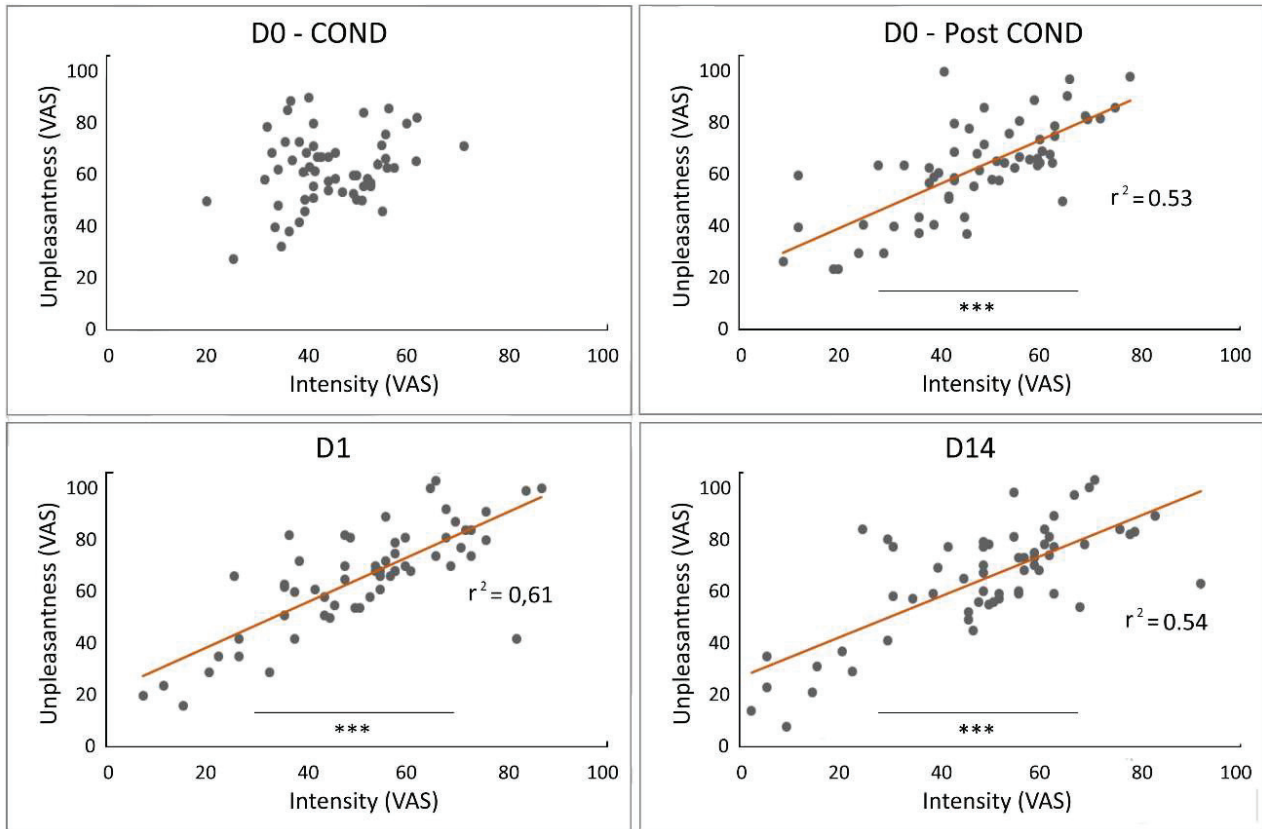 D0 - COND
Unpleasantness (VAS)
100
80
60
40
20
0
0 20 40 60 80 100
Intensity (VAS)
D0 - Post COND
Unpleasantness (VAS)
100
80
60
40
20
0
r² = 0.53
***
0 20 40 60 80 100
Intensity (VAS)
D1
Unpleasantness (VAS)
100
80
60
40
20
0
r² = 0,61
***
0 20 40 60 80 100
Intensity (VAS)
D14
Unpleasantness (VAS)
100
80
60
40
20
0
r² = 0.54
***
0 20 40 60 80 100
Intensity (VAS)